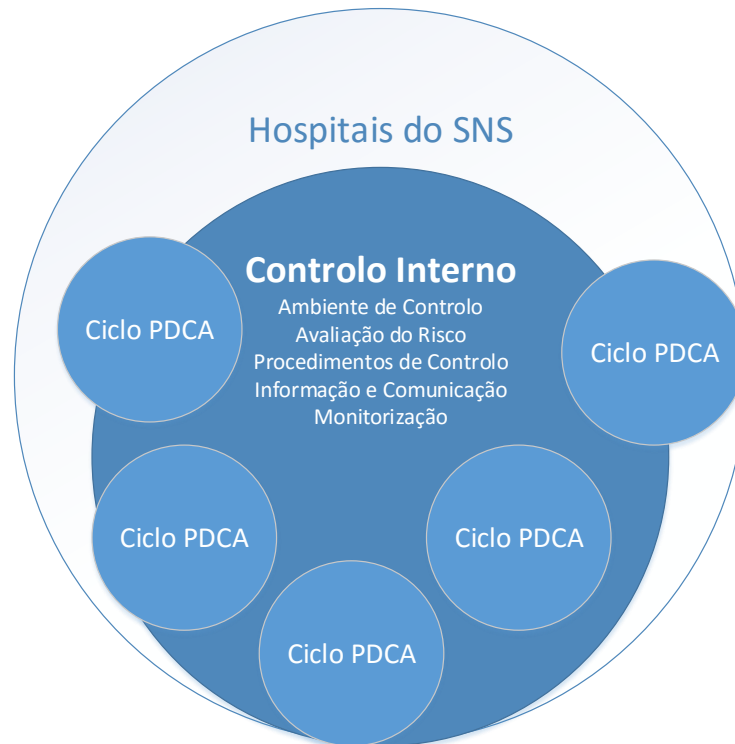 Hospitais do SNS
Controlo Interno
Ambiente de Controlo
Avaliação do Risco
Procedimentos de Controlo
Informação e Comunicação
Monitorização
Ciclo PDCA
Ciclo PDCA
Ciclo PDCA
Ciclo PDCA
Ciclo PDCA